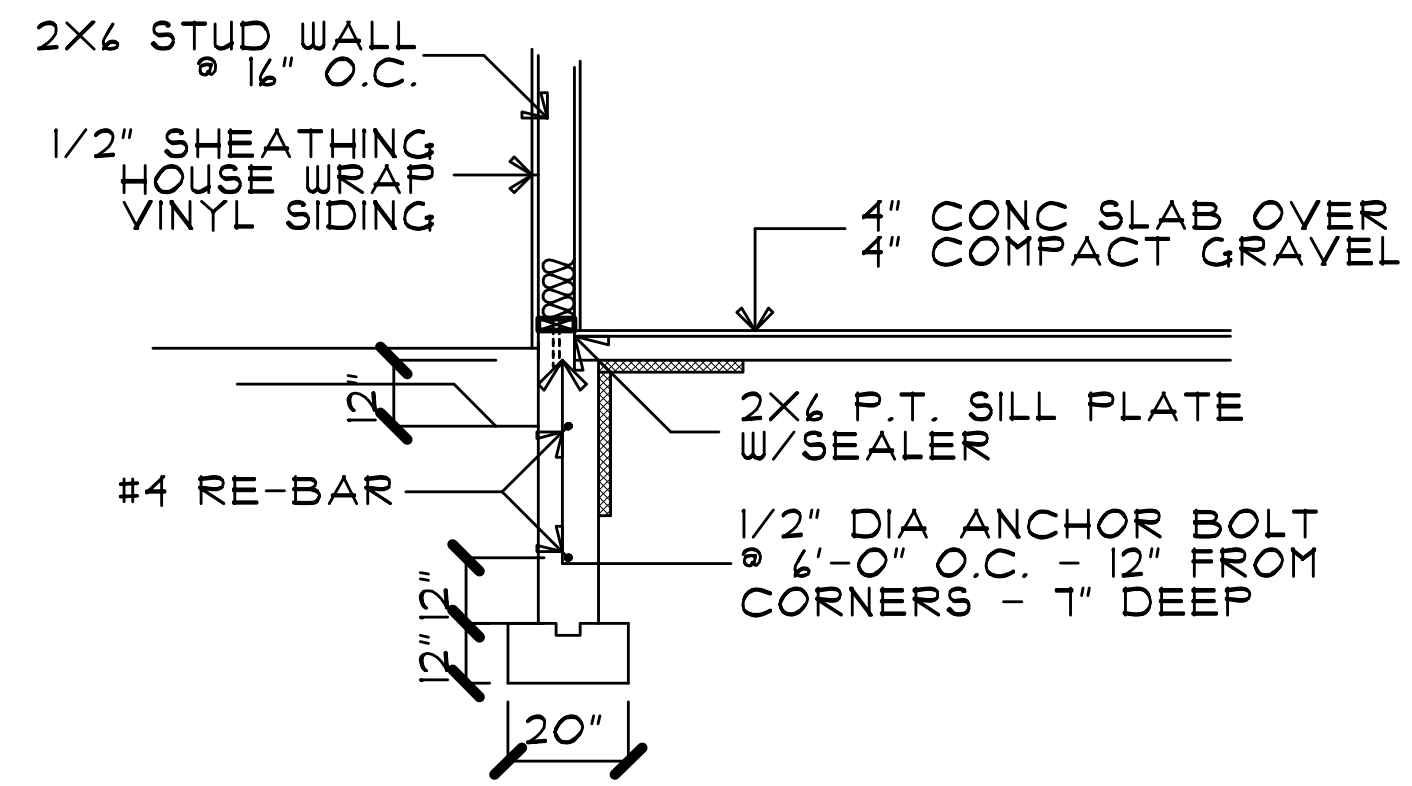 2X6 STUD WALL
@ 16" O.C.
1/2" SHEATHING
HOUSE WRAP
VINYL SIDING
4" CONC SLAB OVER
4" COMPACT GRAVEL
12"
2X6 P.T. SILL PLATE
W/SEALER
#4 RE-BAR
1/2" DIA ANCHOR BOLT
@ 6'-0" O.C. - 12" FROM
CORNERS - 7" DEEP
12"
12"
20"